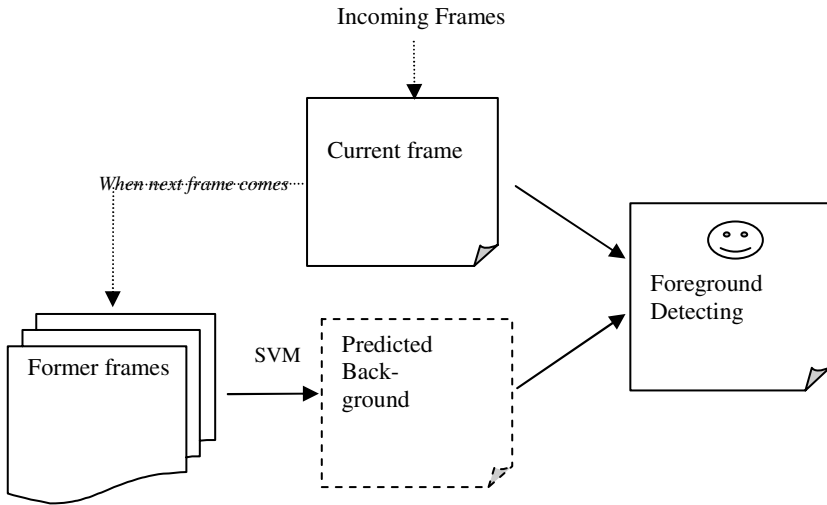 Incoming Frames
Current frame
When next frame comes
Foreground
Detecting
Former frames
SVM
Predicted
Back-
ground